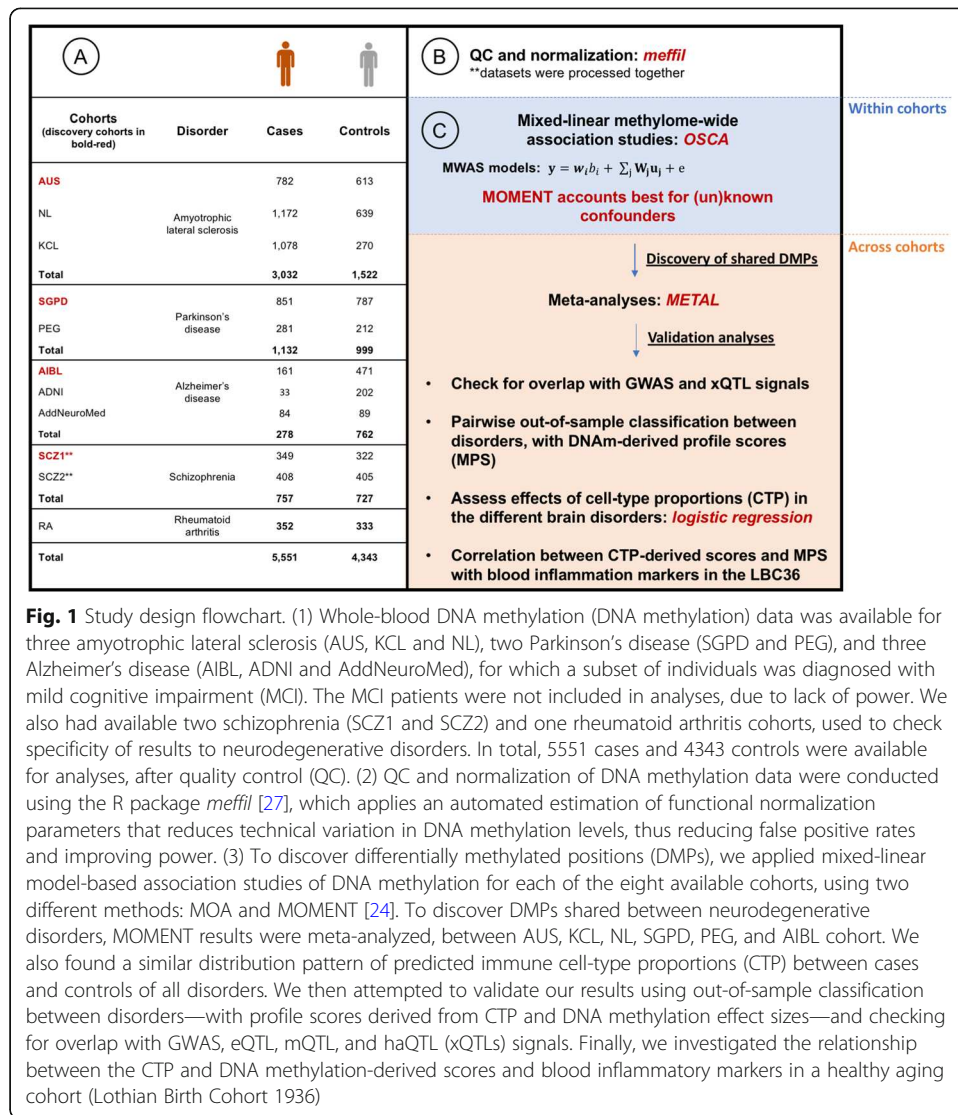 A
Cohorts
(discovery cohorts in
bold-red)
Disorder
Cases
Controls
AUS 782 613
NL 1,172 639
Amyotrophic
lateral sclerosis
KCL 1,078 270
Total 3,032 1,522
SGPD 851 787
Parkinson's
disease
PEG 281 212
Total 1,132 999
AIBL 161 471
Alzheimer's
disease
ADNI 33 202
AddNeuroMed 84 89
Total 278 762
SCZ1** 349 322
SCZ2** Schizophrenia 408 405
Total 757 727
RA Rheumatoid
arthritis 352 333
Total 5,551 4,343
B
QC and normalization: meffil
**datasets were processed together
Within cohorts
C
Mixed-linear methylome-wide
association studies: OSCA
MWAS models: y = wᵢbᵢ + ∑ⱼ Wⱼuⱼ + e
MOMENT accounts best for (un)known
confounders
Across cohorts
Discovery of shared DMPs
Meta-analyses: METAL
Validation analyses
• Check for overlap with GWAS and xQTL signals
• Pairwise out-of-sample classification between
disorders, with DNAm-derived profile scores
(MPS)
• Assess effects of cell-type proportions (CTP) in
the different brain disorders: logistic regression
• Correlation between CTP-derived scores and MPS
with blood inflammation markers in the LBC36
Fig. 1 Study design flowchart. (1) Whole-blood DNA methylation (DNA methylation) data was available for
three amyotrophic lateral sclerosis (AUS, KCL and NL), two Parkinson's disease (SGPD and PEG), and three
Alzheimer's disease (AIBL, ADNI and AddNeuroMed), for which a subset of individuals was diagnosed with
mild cognitive impairment (MCI). The MCI patients were not included in analyses, due to lack of power. We
also had available two schizophrenia (SCZ1 and SCZ2) and one rheumatoid arthritis cohorts, used to check
specificity of results to neurodegenerative disorders. In total, 5551 cases and 4343 controls were available
for analyses, after quality control (QC). (2) QC and normalization of DNA methylation data were conducted
using the R package meffil [27], which applies an automated estimation of functional normalization
parameters that reduces technical variation in DNA methylation levels, thus reducing false positive rates
and improving power. (3) To discover differentially methylated positions (DMPs), we applied mixed-linear
model-based association studies of DNA methylation for each of the eight available cohorts, using two
different methods: MOA and MOMENT [24]. To discover DMPs shared between neurodegenerative
disorders, MOMENT results were meta-analyzed, between AUS, KCL, NL, SGPD, PEG, and AIBL cohort. We
also found a similar distribution pattern of predicted immune cell-type proportions (CTP) between cases
and controls of all disorders. We then attempted to validate our results using out-of-sample classification
between disorders—with profile scores derived from CTP and DNA methylation effect sizes—and checking
for overlap with GWAS, eQTL, mQTL, and haQTL (xQTLs) signals. Finally, we investigated the relationship
between the CTP and DNA methylation-derived scores and blood inflammatory markers in a healthy aging
cohort (Lothian Birth Cohort 1936)